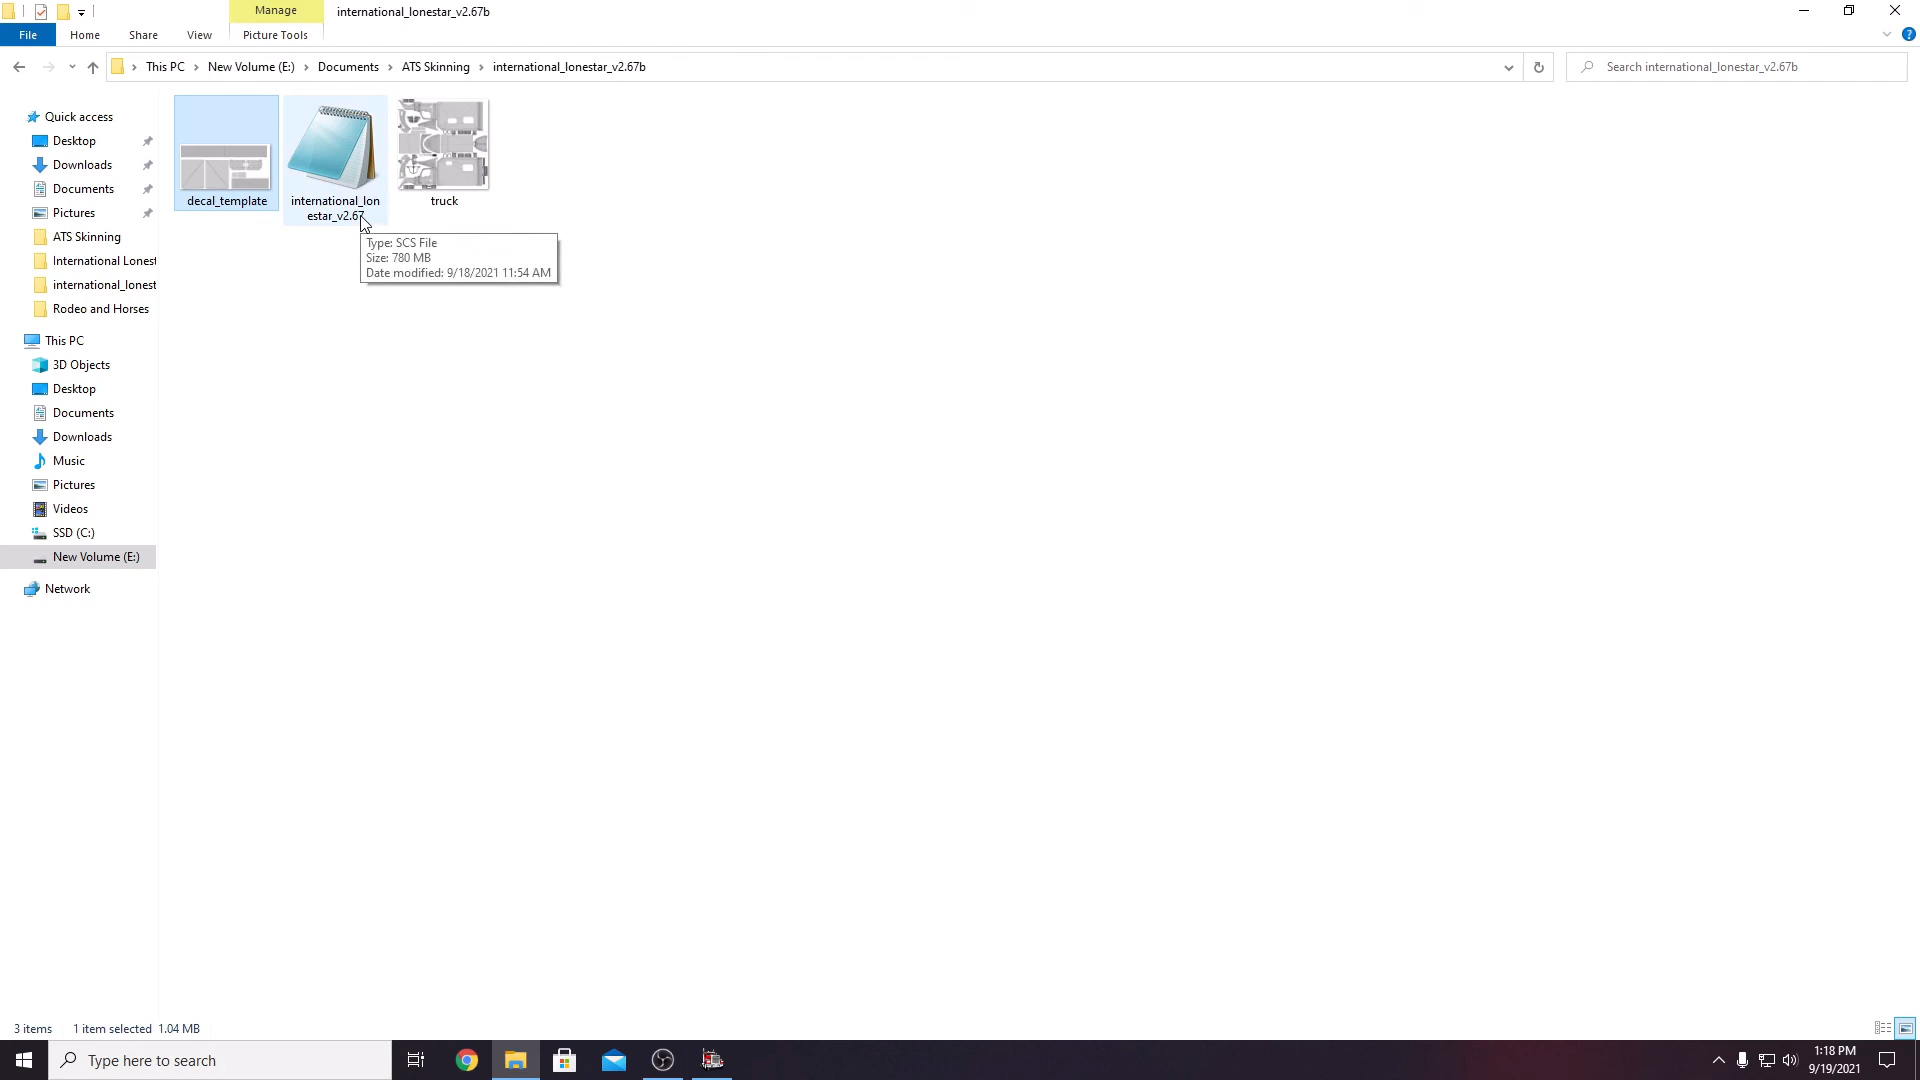 Manage
international_lonestar_v2.67b
File
Home
Share
View
Picture Tools
This PC
New Volume (E:)
Documents
ATS Skinning
international_lonestar_v2.67b
Search international_lonestar_v2.67b
Quick access
Desktop
Downloads
Documents
Pictures
ATS Skinning
International Lonest
international_lonest
Rodeo and Horses
This PC
3D Objects
Desktop
Documents
Downloads
Music
Pictures
Videos
SSD (C:)
New Volume (E:)
Network
decal_template
international_lon
estar_v2.67
truck
Type: SCS File
Size: 780 MB
Date modified: 9/18/2021 11:54 AM
3 items
1 item selected 1.04 MB
Type here to search
1:18 PM
9/19/2021